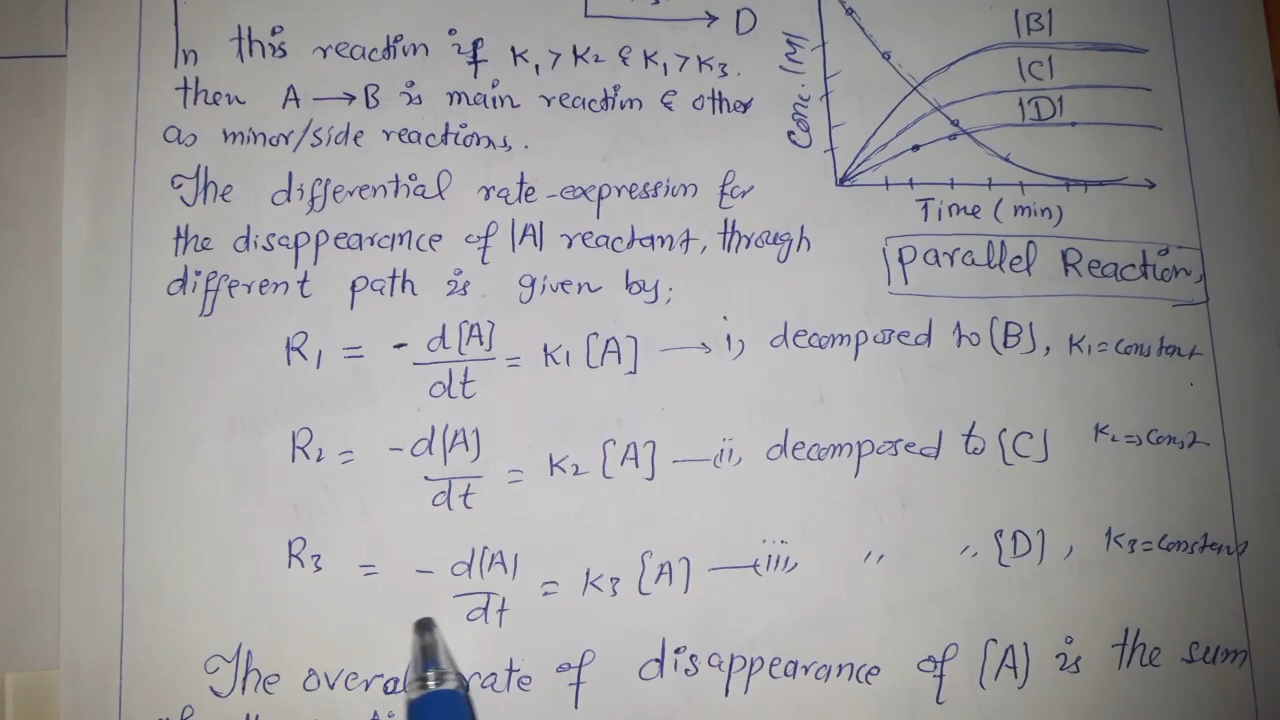 D
In this reaction if K₁ > K₂ & K₁ > K₃.
then A → B is main reaction & other
as minor/side reactions.
The differential rate-expression for
the disappearance of |A| reactant, through
different path is given by;
Conc. |M|
|B|
|C|
|D|
Time (min)
parallel Reaction,
R₁ = - d[A]/dt = K₁ [A] → i, decomposed to [B], K₁ = constant
R₂ = - d[A]/dt = K₂ [A] — ii, decomposed to [C] K₂ ⇒ const
R₃ = - d[A]/dt = K₃ [A] → iii, ,, ,, [D], K₃ = constant
The overall rate of disappearance of [A] is the sum